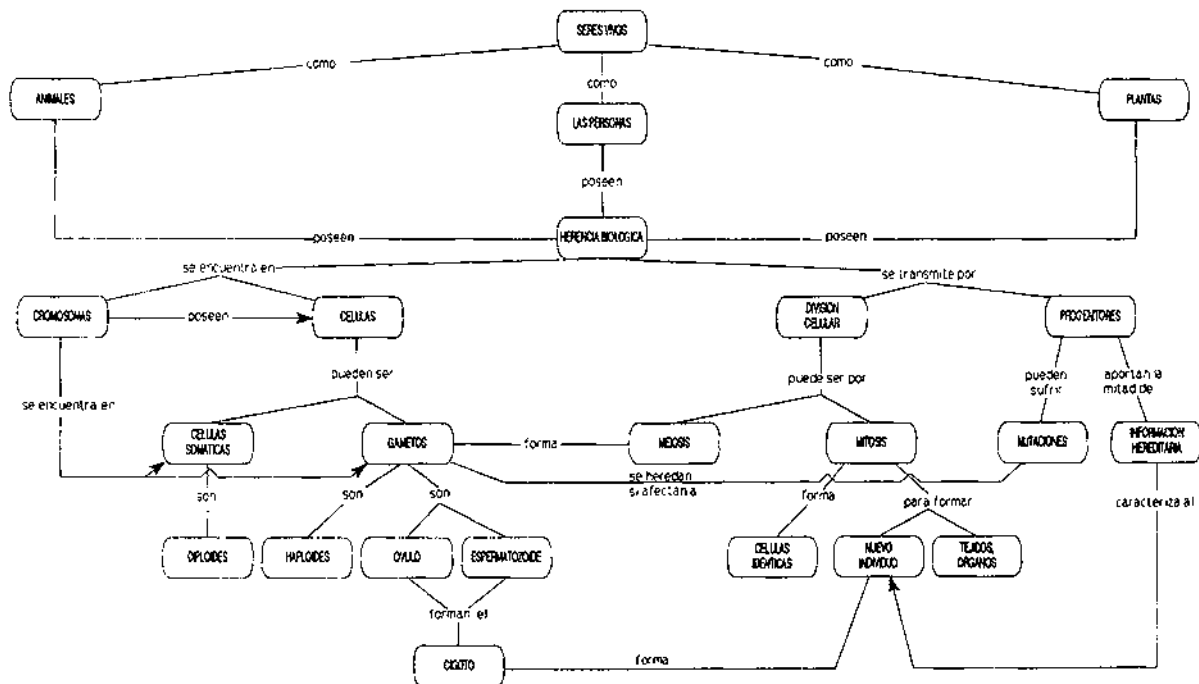 SERES VIVOS
como
como
como
ANIMALES
PLANTAS
LAS PERSONAS
poseen
HERENCIA BIOLOGICA
poseen
poseen
se encuentra en
se transmite por
CROMOSOMAS
poseen
CELULAS
DIVISION
CELULAR
PROGENITORES
pueden ser
puede ser por
pueden
sufrir
aportan la
mitad de
se encuentra en
CELULAS
SOMATICAS
GAMETOS
forma
MEIOSIS
MITOSIS
MUTACIONES
INFORMACION
HEREDITARIA
se heredan
si afectan a
son
son
son
forma
para formar
caracteriza al
DIPLOIDES
HAPLOIDES
OVULO
ESPERMATOZOIDE
CELULAS
IDENTICAS
NUEVO
INDIVIDUO
TEJIDOS,
ORGANOS
forman el
CIGOTO
forma